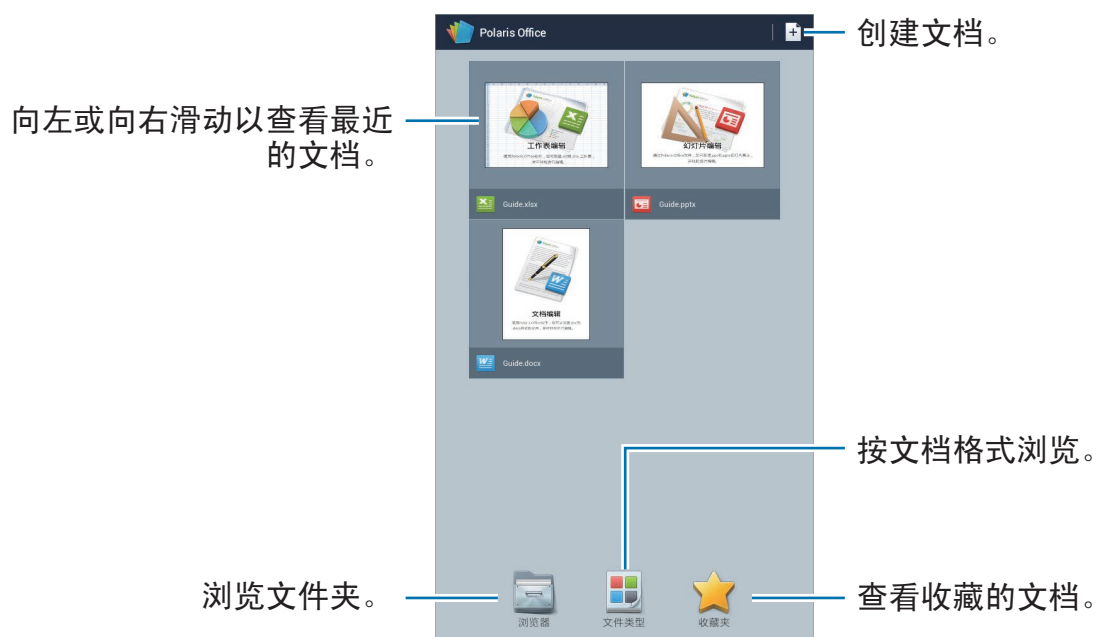 Polaris Office
创建文档。
向左或向右滑动以查看最近
的文档。
工作表编辑
幻灯片编辑
Guide.xlsx
Guide.pptx
文档编辑
Guide.docx
按文档格式浏览。
浏览文件夹。
查看收藏的文档。
浏览器
文件类型
收藏夹